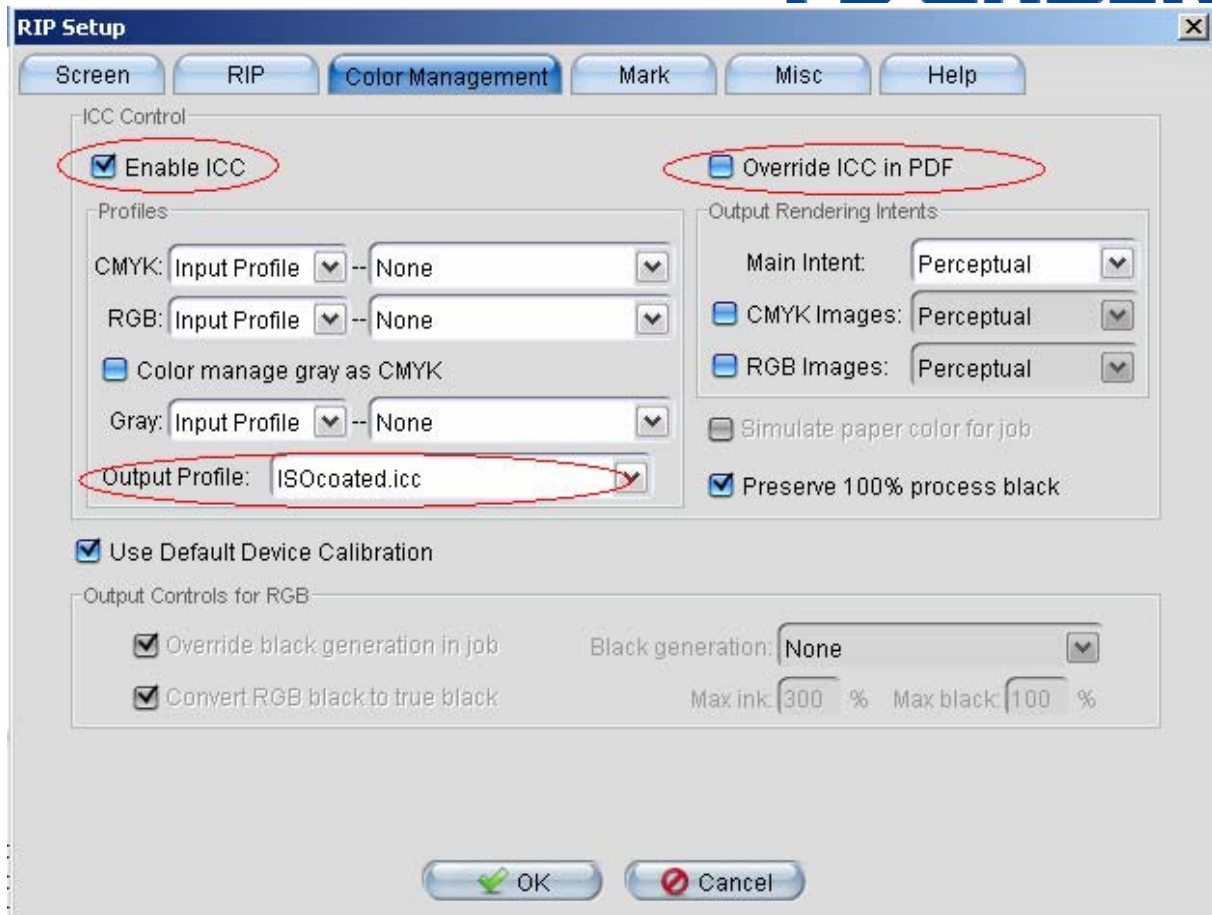 RIP Setup
Screen RIP Color Management Mark Misc Help
ICC Control
Enable ICC
Override ICC in PDF
Profiles
CMYK: Input Profile -- None
RGB: Input Profile -- None
Color manage gray as CMYK
Gray: Input Profile -- None
Output Profile: ISOcoated.icc
Output Rendering Intents
Main Intent: Perceptual
CMYK Images: Perceptual
RGB Images: Perceptual
Simulate paper color for job
Preserve 100% process black
Use Default Device Calibration
Output Controls for RGB
Override black generation in job Black generation: None
Convert RGB black to true black Max ink: 300 % Max black: 100 %
OK Cancel